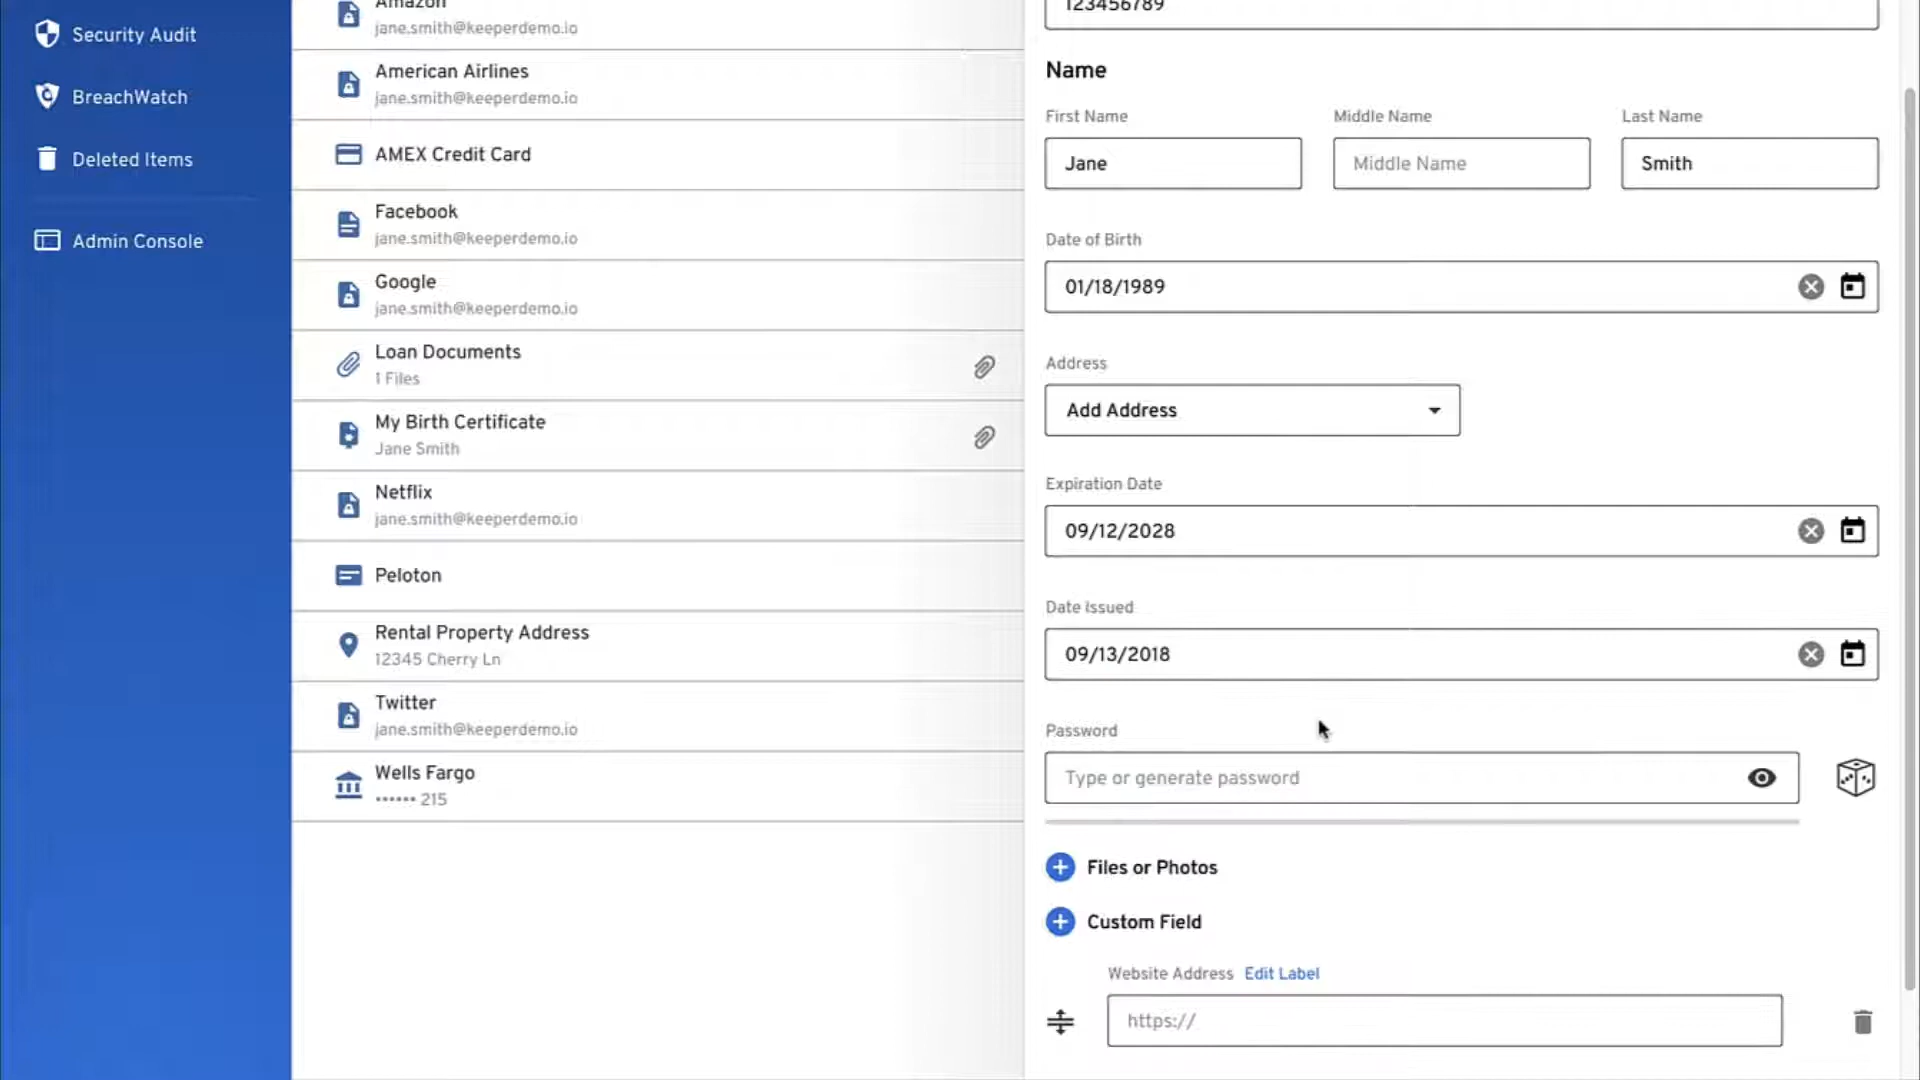 Security Audit
BreachWatch
Deleted Items
Admin Console
Amazon
jane.smith@keeperdemo.io
American Airlines
jane.smith@keeperdemo.io
AMEX Credit Card
Facebook
jane.smith@keeperdemo.io
Google
jane.smith@keeperdemo.io
Loan Documents
1 Files
My Birth Certificate
Jane Smith
Netflix
jane.smith@keeperdemo.io
Peloton
Rental Property Address
12345 Cherry Ln
Twitter
jane.smith@keeperdemo.io
Wells Fargo
•••••• 215
123456789
Name
First Name Middle Name Last Name
Jane Middle Name Smith
Date of Birth
01/18/1989
Address
Add Address
Expiration Date
09/12/2028
Date Issued
09/13/2018
Password
Type or generate password
Files or Photos
Custom Field
Website Address Edit Label
https://